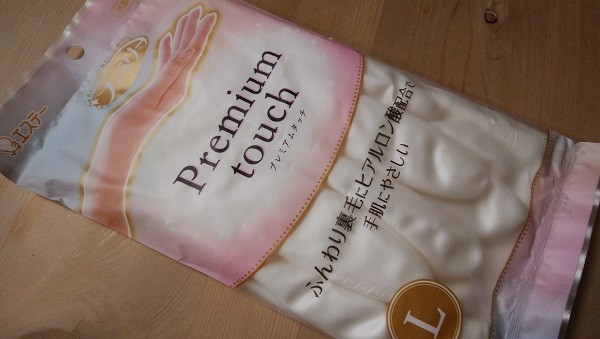 エステー
Premium
touch
プレミアムタッチ
ふんわり裏毛にヒアルロン酸配合で
手肌にやさしい
L